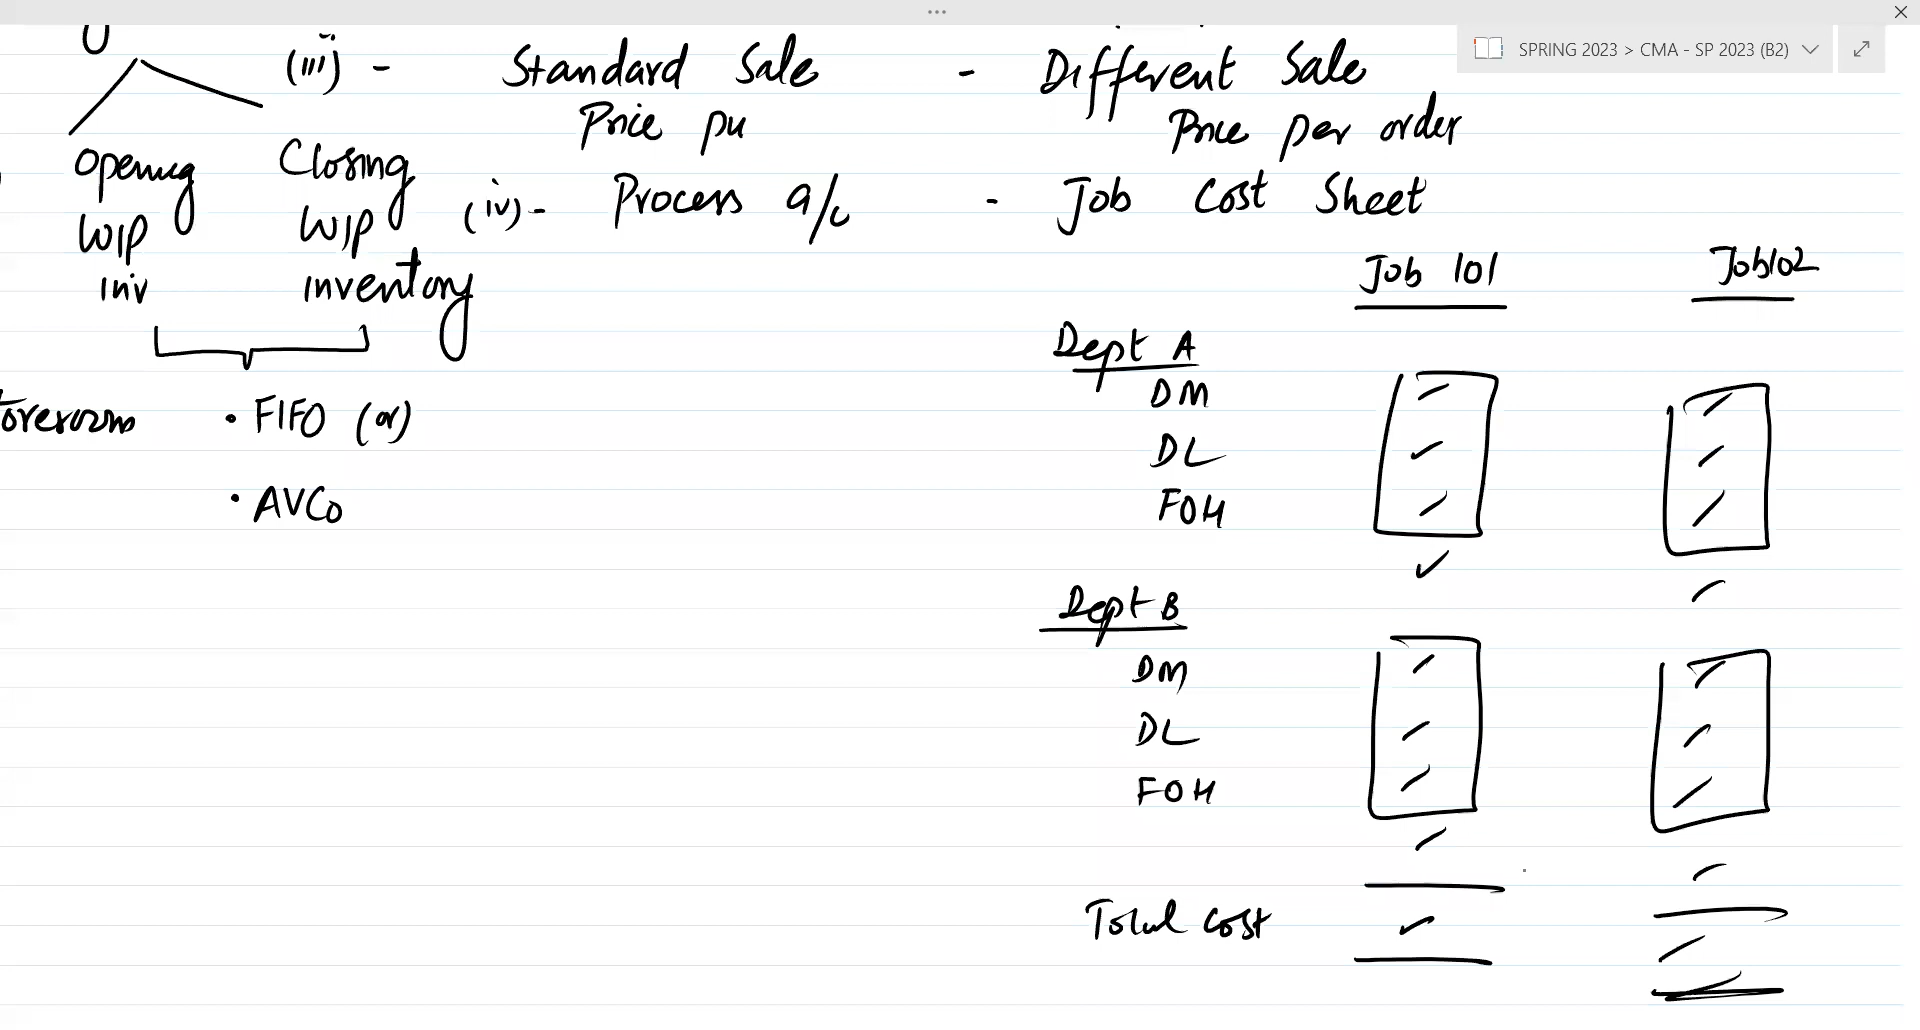 SPRING 2023 > CMA - SP 2023 (B2)
(iii) - Standard Sale - Different Sale
Price pu Price per order
Opening Closing
WIP WIP
inv inventory
(iv) - Process a/c - Job Cost Sheet
Job 101 Job 102
Dept A
DM
DL
FOH
• FIFO (or)
• AVCo
Dept B
DM
DL
FOH
Total cost